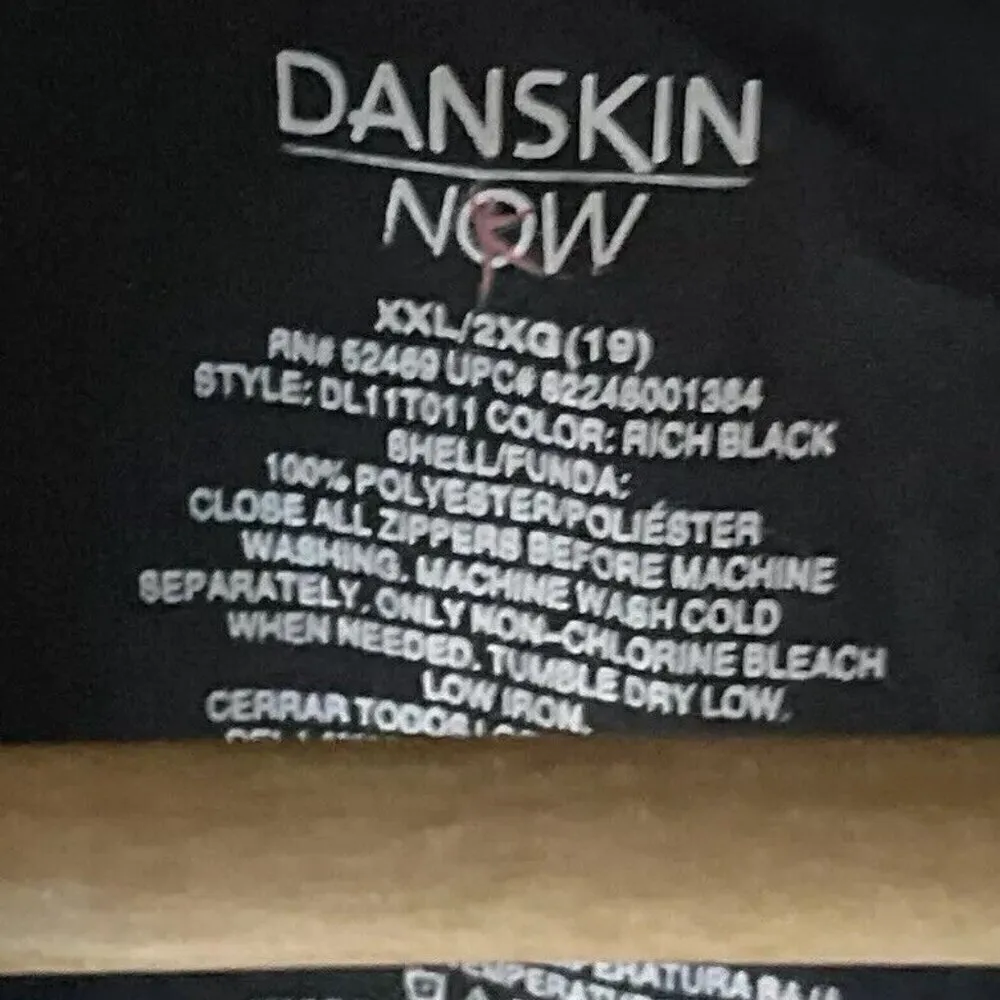 DANSKIN
NOW
XXL/2XG(19)
RN# 52469 UPC#
STYLE: DL11T011 COLOR: RICH BLACK
SHELL/FUNDA:
100% POLYESTER/POLIÉSTER
CLOSE ALL ZIPPERS BEFORE MACHINE
WASHING. MACHINE WASH COLD
SEPARATELY. ONLY NON-CHLORINE BLEACH
WHEN NEEDED. TUMBLE DRY LOW.
LOW IRON.
CERRAR TODOS
TEMPERATURA BAJA